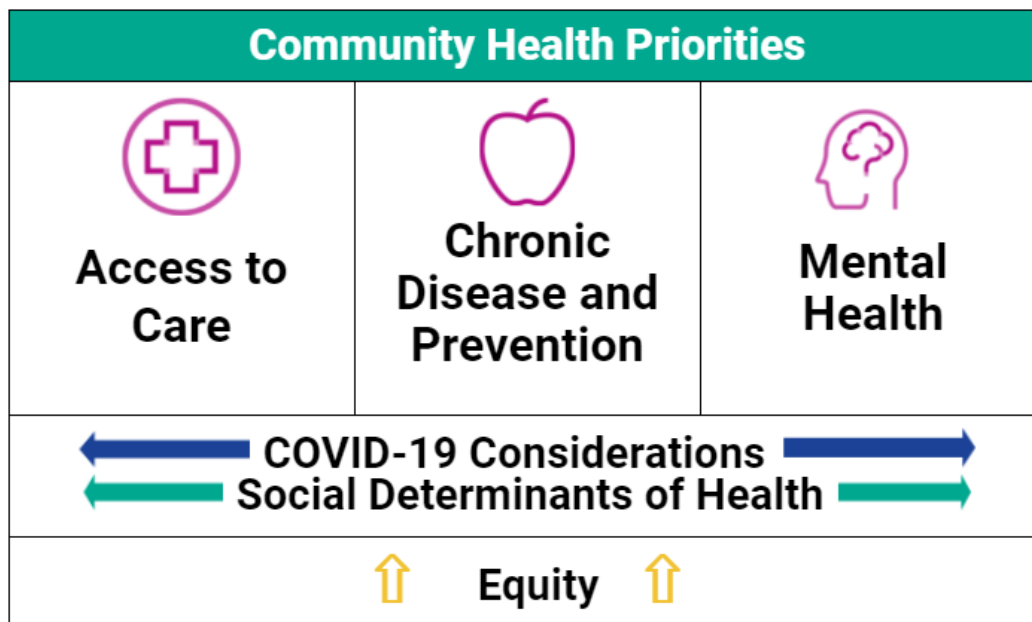 Community Health Priorities
Access to
Care
Chronic
Disease and
Prevention
Mental
Health
COVID-19 Considerations
Social Determinants of Health
Equity